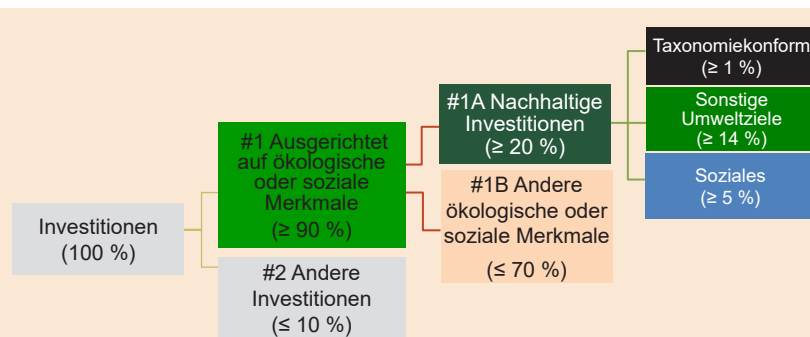 Investitionen
(100 %)
#1 Ausgerichtet
auf ökologische
oder soziale
Merkmale
(≥ 90 %)
#2 Andere
Investitionen
(≤ 10 %)
#1A Nachhaltige
Investitionen
(≥ 20 %)
#1B Andere
ökologische oder
soziale Merkmale
(≤ 70 %)
Taxonomiekonform
(≥ 1 %)
Sonstige
Umweltziele
(≥ 14 %)
Soziales
(≥ 5 %)